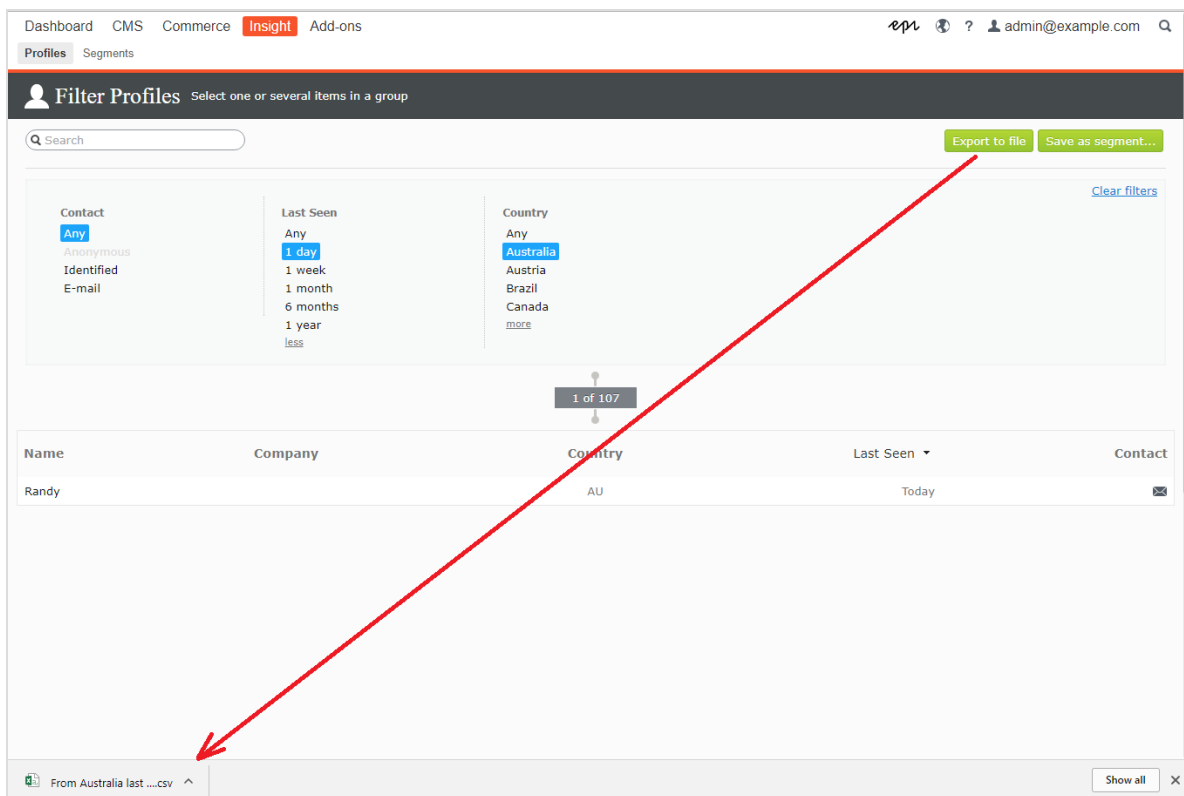 Dashboard CMS Commerce Insight Add-ons epi ? admin@example.com
Profiles Segments
Filter Profiles Select one or several items in a group
Search Export to file Save as segment...
Clear filters
Contact Last Seen Country
Any Any Any
Anonymous 1 day Australia
Identified 1 week Austria
E-mail 1 month Brazil
6 months Canada
1 year more
less
1 of 107
Name Company Country Last Seen Contact
Randy AU Today
From Australia last ....csv Show all